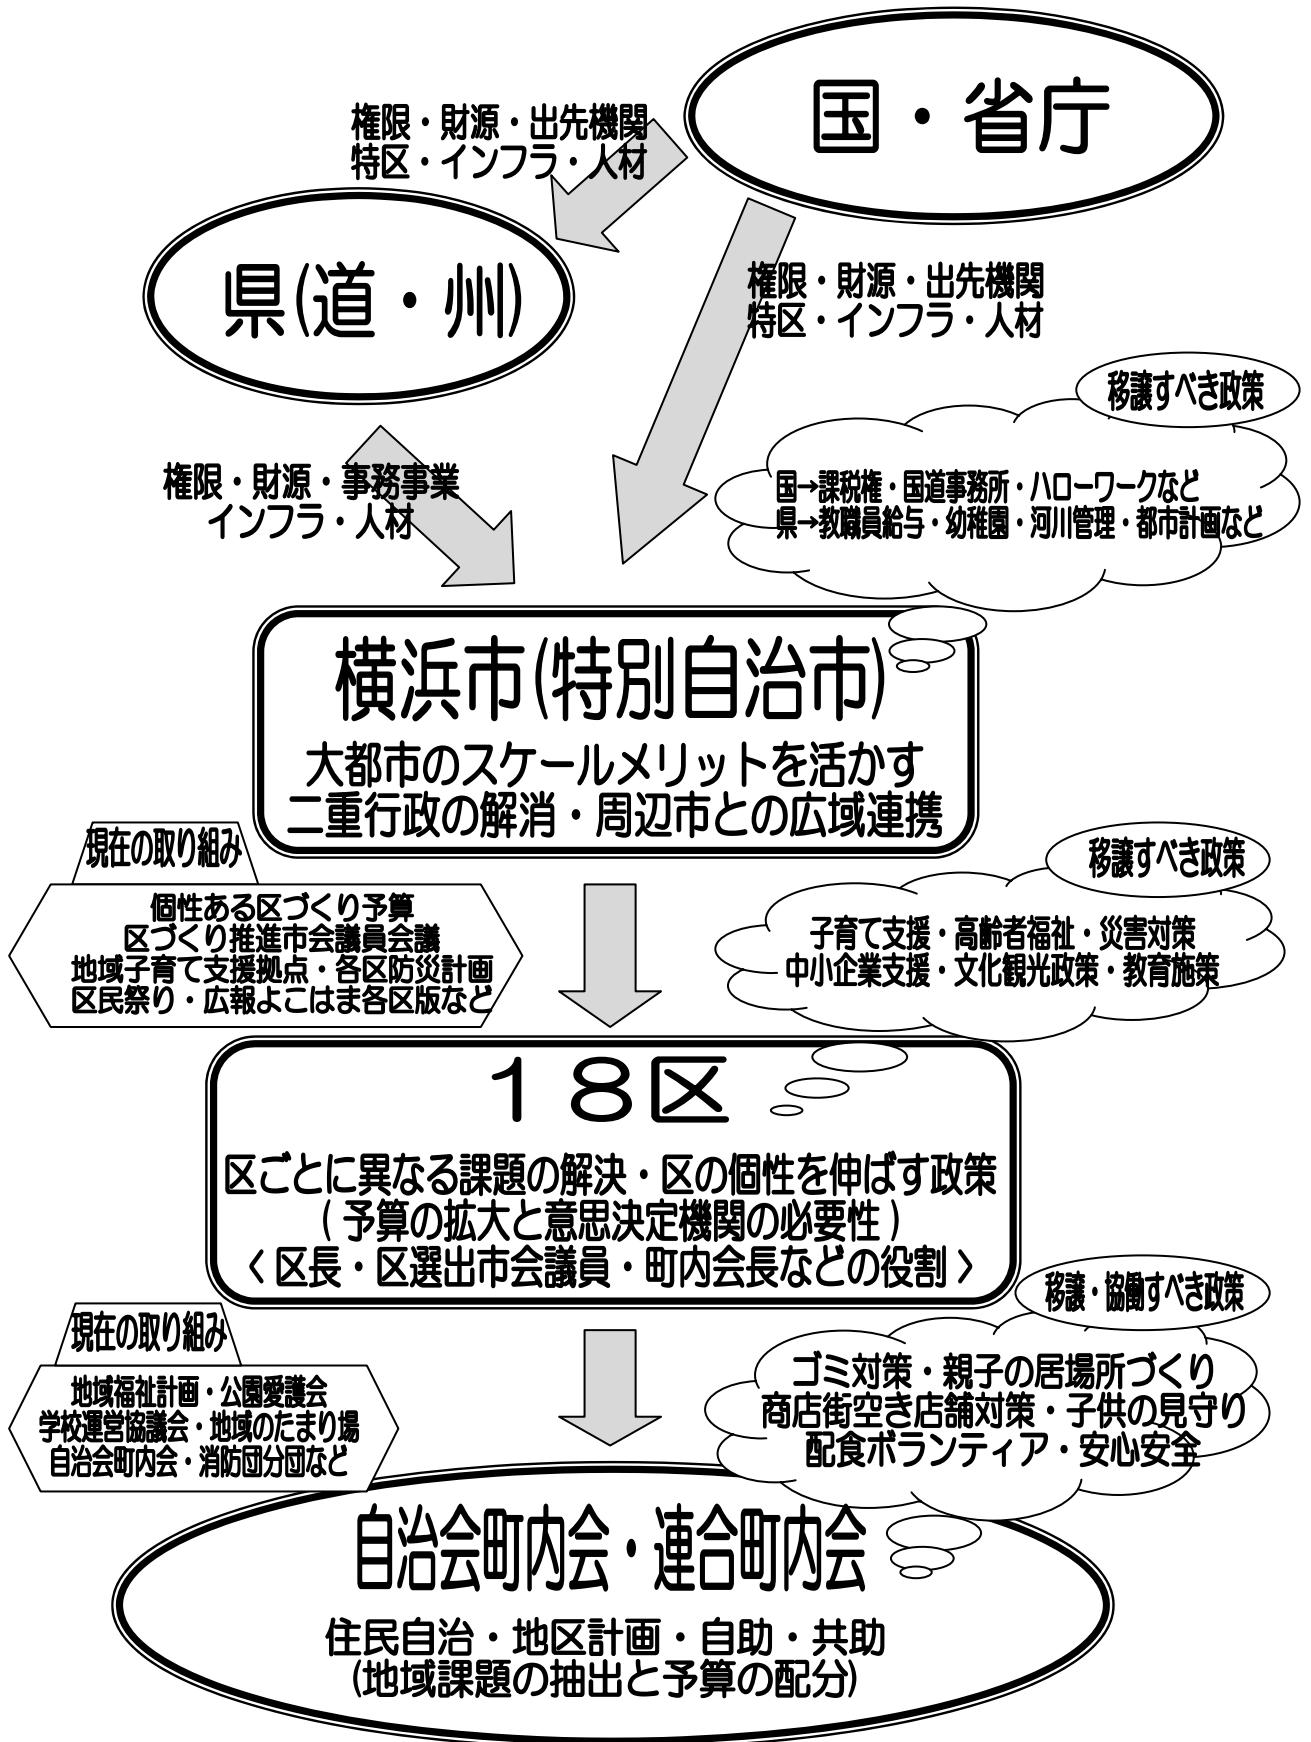 国・省庁
権限・財源・出先機関
特区・インフラ・人材
県(道・州)
権限・財源・出先機関
特区・インフラ・人材
移譲すべき政策
国→課税権・国道事務所・ハローワークなど
県→教職員給与・幼稚園・河川管理・都市計画など
権限・財源・事務事業
インフラ・人材
横浜市(特別自治市)
大都市のスケールメリットを活かす
二重行政の解消・周辺市との広域連携
現在の取り組み
個性ある区づくり予算
区づくり推進市会議員会議
地域子育て支援拠点・各区防災計画
区民祭り・広報よこはま各区版など
移譲すべき政策
子育て支援・高齢者福祉・災害対策
中小企業支援・文化観光政策・教育施策
18区
区ごとに異なる課題の解決・区の個性を伸ばす政策
(予算の拡大と意思決定機関の必要性)
〈区長・区選出市会議員・町内会長などの役割〉
現在の取り組み
地域福祉計画・公園愛護会
学校運営協議会・地域のたまり場
自治会町内会・消防団分団など
移譲・協働すべき政策
ゴミ対策・親子の居場所づくり
商店街空き店舗対策・子供の見守り
配食ボランティア・安心安全
自治会町内会・連合町内会
住民自治・地区計画・自助・共助
(地域課題の抽出と予算の配分)